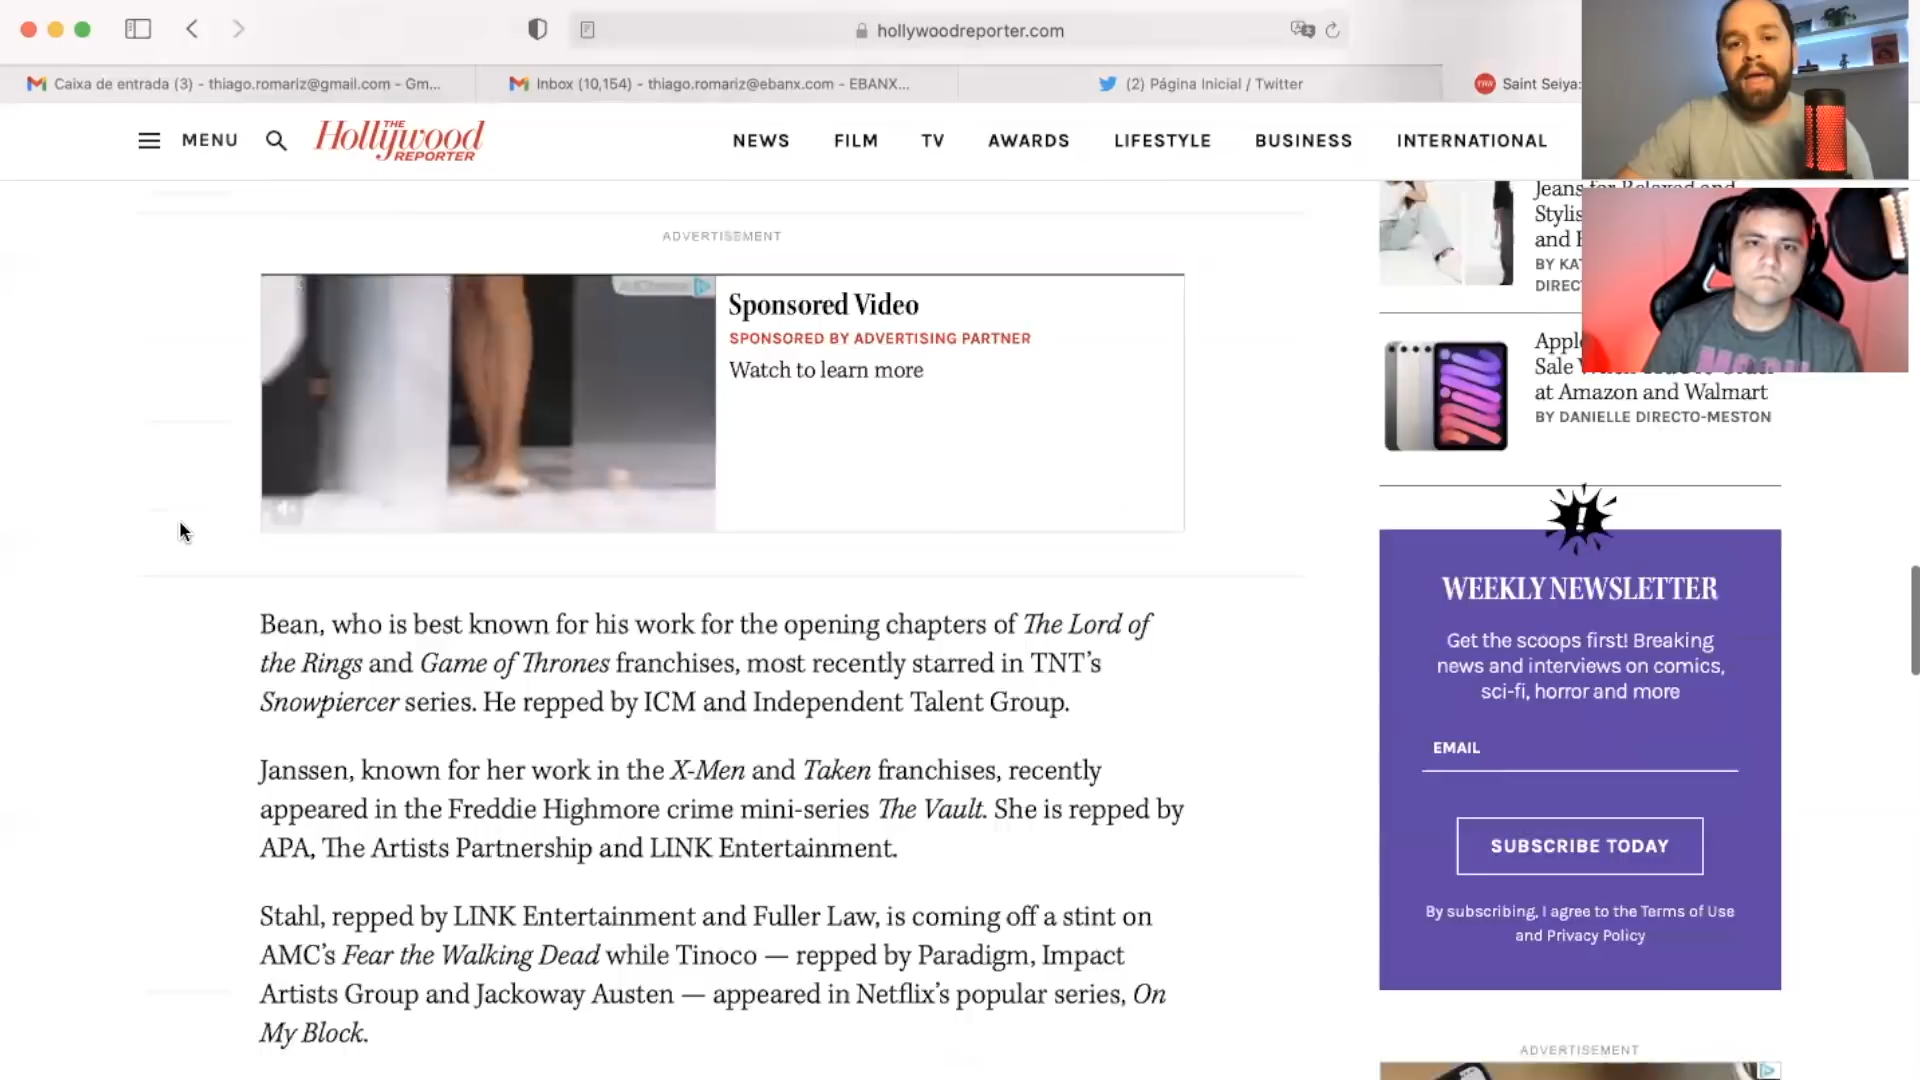 hollywoodreporter.com
Caixa de entrada (3) - thiago.romariz@gmail.com - Gm...
Inbox (10,154) - thiago.romariz@ebanx.com - EBANX...
(2) Página Inicial / Twitter
Saint Seiya:
MENU
THE
Hollywood
REPORTER
NEWS
FILM
TV
AWARDS
LIFESTYLE
BUSINESS
INTERNATIONAL
ADVERTISEMENT
Sponsored Video
SPONSORED BY ADVERTISING PARTNER
Watch to learn more
Bean, who is best known for his work for the opening chapters of The Lord of
the Rings and Game of Thrones franchises, most recently starred in TNT’s
Snowpiercer series. He repped by ICM and Independent Talent Group.
Janssen, known for her work in the X-Men and Taken franchises, recently
appeared in the Freddie Highmore crime mini-series The Vault. She is repped by
APA, The Artists Partnership and LINK Entertainment.
Stahl, repped by LINK Entertainment and Fuller Law, is coming off a stint on
AMC’s Fear the Walking Dead while Tinoco — repped by Paradigm, Impact
Artists Group and Jackoway Austen — appeared in Netflix’s popular series, On
My Block.
Jeans for Relaxed and
Stylis
and
BY KA
DIREC
Appl
Sale
at Amazon and Walmart
BY DANIELLE DIRECTO-MESTON
WEEKLY NEWSLETTER
Get the scoops first! Breaking
news and interviews on comics,
sci-fi, horror and more
EMAIL
SUBSCRIBE TODAY
By subscribing, I agree to the Terms of Use
and Privacy Policy
ADVERTISEMENT